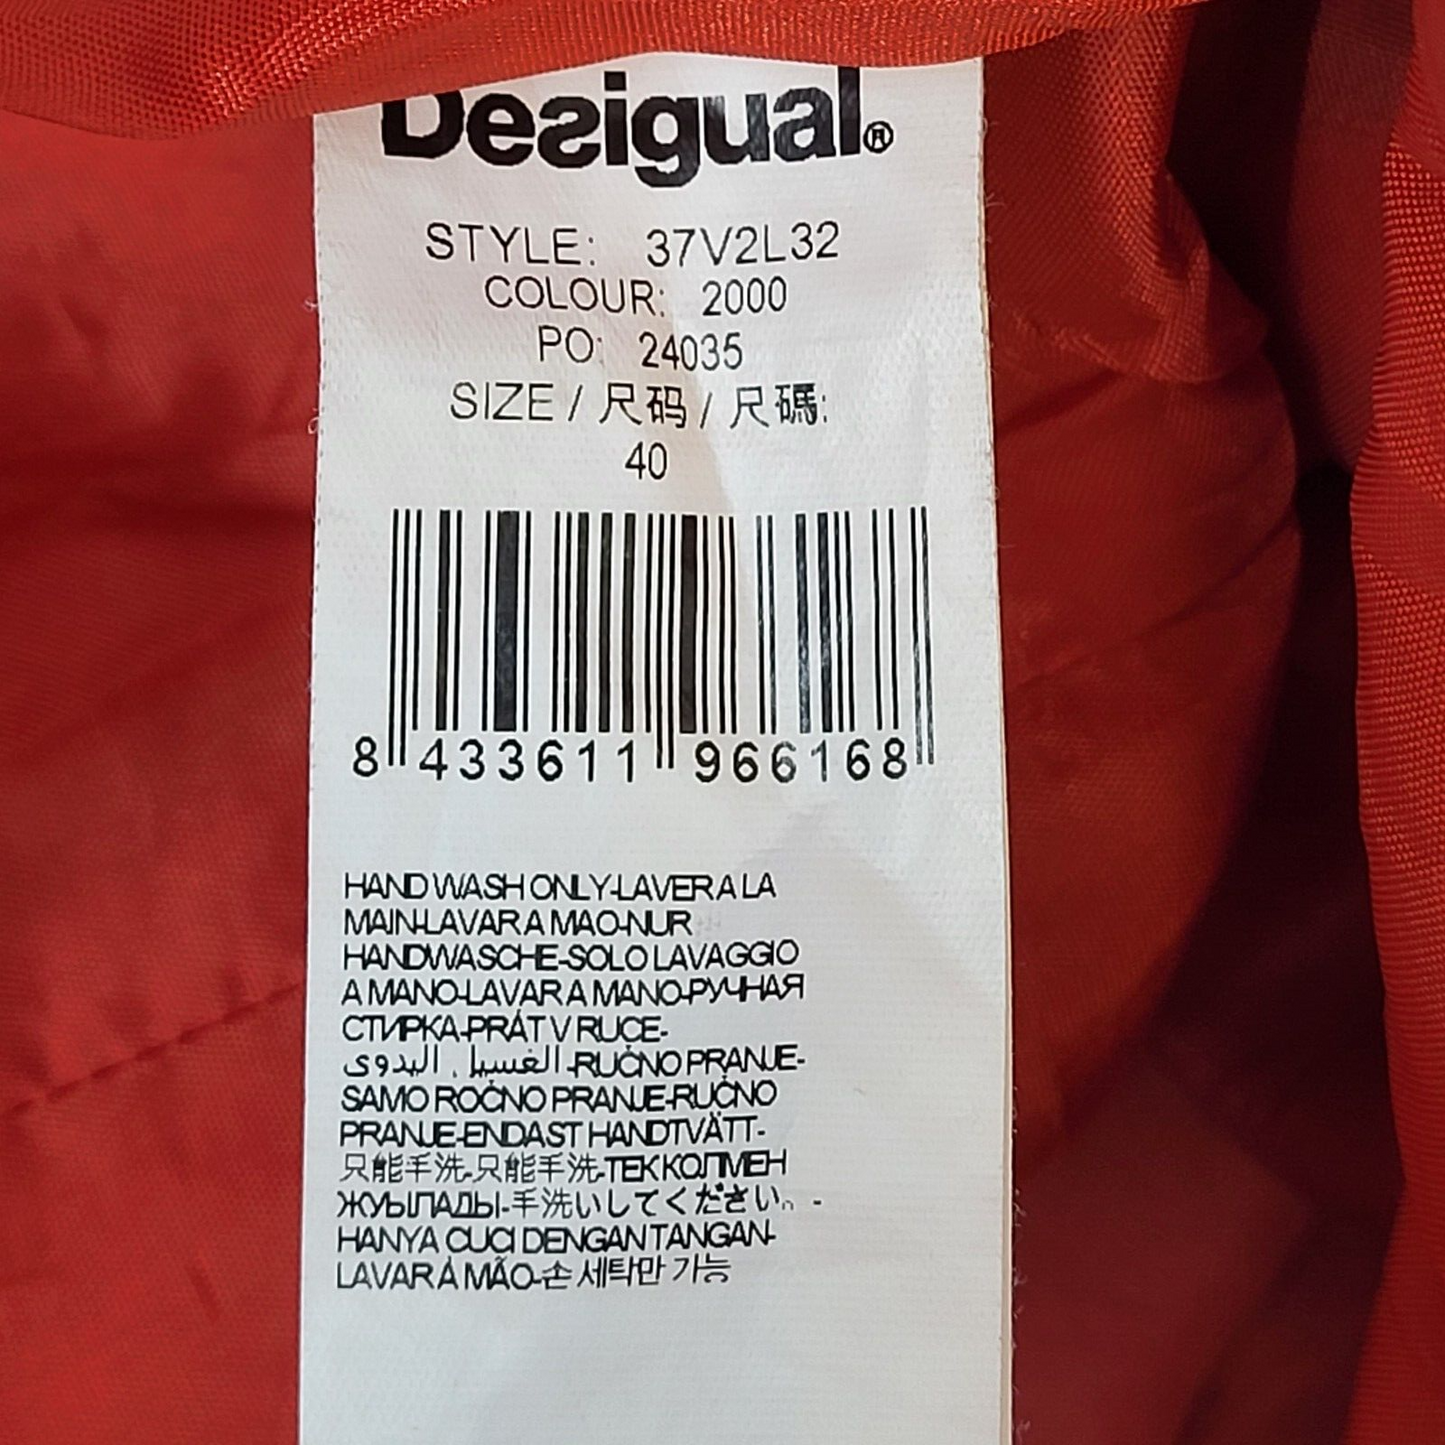 Desigual®
STYLE: 37V2L32
COLOUR: 2000
PO: 24035
SIZE / 尺码 / 尺碼:
40
8 433611 966168
HAND WASH ONLY-LAVER A LA
MAIN-LAVAR A MAO-NUR
HANDWASCHE-SOLO LAVAGGIO
A MANO-LAVAR A MANO-РУЧНАЯ
СТИРКА-PRÁT V RUCE-
الغسيل اليدوي-RUČNO PRANJE-
SAMO ROČNO PRANJE-RUČNO
PRANJE-ENDAST HANDTVÄTT-
只能手洗-只能手洗-ТЕК КОЛМЕН
ЖУЫЛАДЫ-手洗いしてください。-
HANYA CUCI DENGAN TANGAN-
LAVAR À MÃO-손 세탁만 가능